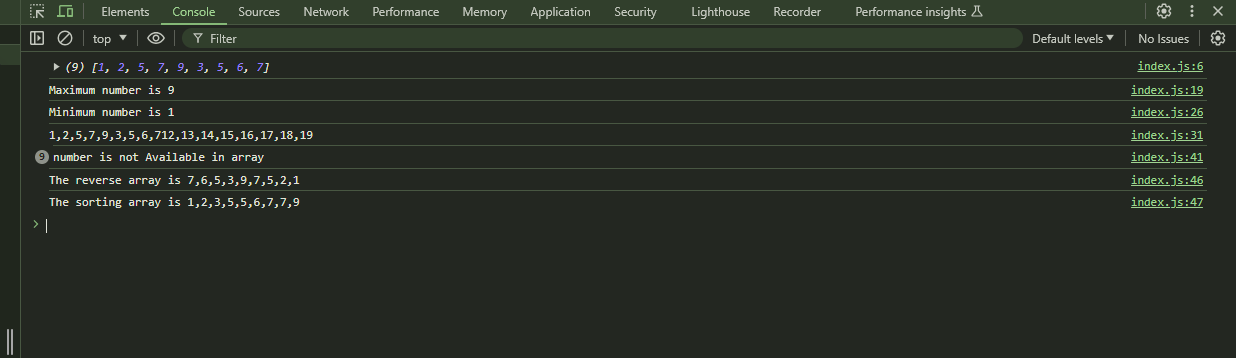 Elements Console Sources Network Performance Memory Application Security Lighthouse Recorder Performance insights
top Filter Default levels No Issues
(9) [1, 2, 5, 7, 9, 3, 5, 6, 7] index.js:6
Maximum number is 9 index.js:19
Minimum number is 1 index.js:26
1,2,5,7,9,3,5,6,712,13,14,15,16,17,18,19 index.js:31
9 number is not Available in array index.js:41
The reverse array is 7,6,5,3,9,7,5,2,1 index.js:46
The sorting array is 1,2,3,5,5,6,7,7,9 index.js:47